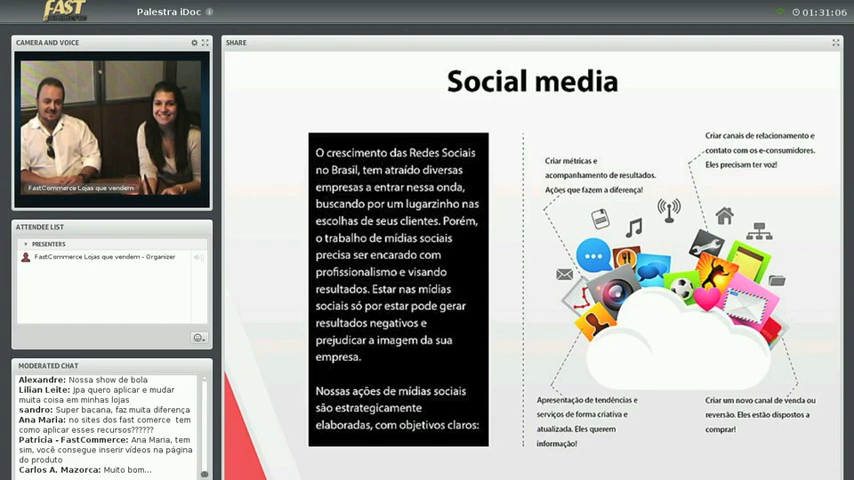 FAST
Palestra iDoc
01:31:06
CAMERA AND VOICE
FastCommerce Lojas que vendem
ATTENDEE LIST
PRESENTERS
FastCommerce Lojas que vendem - Organizer
MODERATED CHAT
Alexandre: Nossa show de bola
Lilian Leite: Jpa quero aplicar e mudar
muita coisa em minhas lojas
sandro: Super bacana, faz muita diferença
Ana Maria: no sites dos fast comerce tem
como aplicar esses recursos??????
Patricia - FastCommerce: Ana Maria, tem
sim, você consegue inserir vídeos na página
do produto
Carlos A. Mazorca: Muito bom...
SHARE
Social media
O crescimento das Redes Sociais
no Brasil, tem atraído diversas
empresas a entrar nessa onda,
buscando por um lugarzinho nas
escolhas de seus clientes. Porém,
o trabalho de mídias sociais
precisa ser encarado com
profissionalismo e visando
resultados. Estar nas mídias
sociais só por estar pode gerar
resultados negativos e
prejudicar a imagem da sua
empresa.
Nossas ações de mídias sociais
são estrategicamente
elaboradas, com objetivos claros:
Criar métricas e
acompanhamento de resultados.
Ações que fazem a diferença!
Criar canais de relacionamento e
contato com os e-consumidores.
Eles precisam ter voz!
Apresentação de tendências e
serviços de forma criativa e
atualizada. Eles querem
informação!
Criar um novo canal de venda ou
reversão. Eles estão dispostos a
comprar!